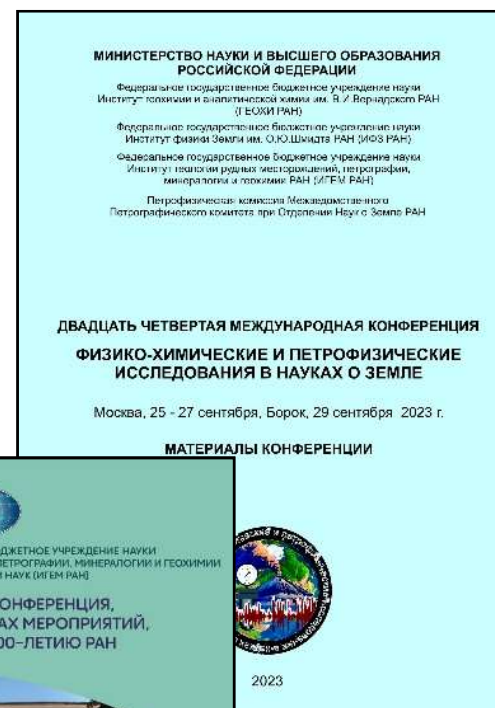 МИНИСТЕРСТВО НАУКИ И ВЫСШЕГО ОБРАЗОВАНИЯ
РОССИЙСКОЙ ФЕДЕРАЦИИ
Федеральное государственное бюджетное учреждение науки
Институт геохимии и аналитической химии им. В.И.Вернадского РАН
(ГЕОХИ РАН)
Федеральное государственное бюджетное учреждение науки
Институт физики Земли им. О.Ю.Шмидта РАН (ИФЗ РАН)
Федеральное государственное бюджетное учреждение науки
Институт геологии рудных месторождений, петрографии,
минералогии и геохимии РАН (ИГЕМ РАН)
Петрофизическая комиссия Межведомственного
Петрографического комитета при Отделении Наук о Земле РАН
ДВАДЦАТЬ ЧЕТВЕРТАЯ МЕЖДУНАРОДНАЯ КОНФЕРЕНЦИЯ
ФИЗИКО-ХИМИЧЕСКИЕ И ПЕТРОФИЗИЧЕСКИЕ
ИССЛЕДОВАНИЯ В НАУКАХ О ЗЕМЛЕ
Москва, 25 - 27 сентября, Борок, 29 сентября 2023 г.
МАТЕРИАЛЫ КОНФЕРЕНЦИИ
2023
ДЖЕТНОЕ УЧРЕЖДЕНИЕ НАУКИ
ПЕТРОГРАФИИ, МИНЕРАЛОГИИ И ГЕОХИМИИ
НАУК (ИГЕМ РАН)
ОНФЕРЕНЦИЯ,
АХ МЕРОПРИЯТИЙ,
00-ЛЕТИЮ РАН